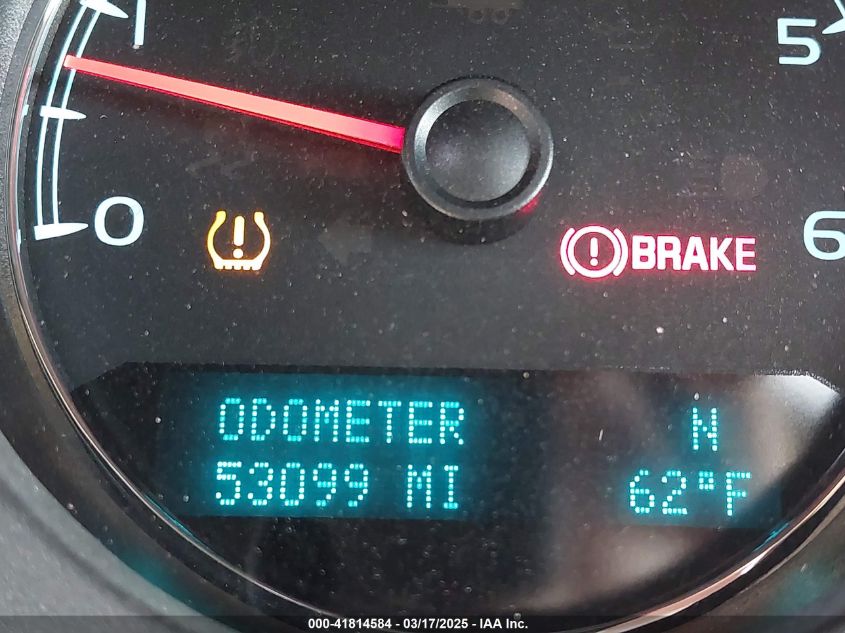 1
5
0
6
! (!) BRAKE
ODOMETER N
53099 MI 62°F
000-41814584 - 03/17/2025 - IAA Inc.